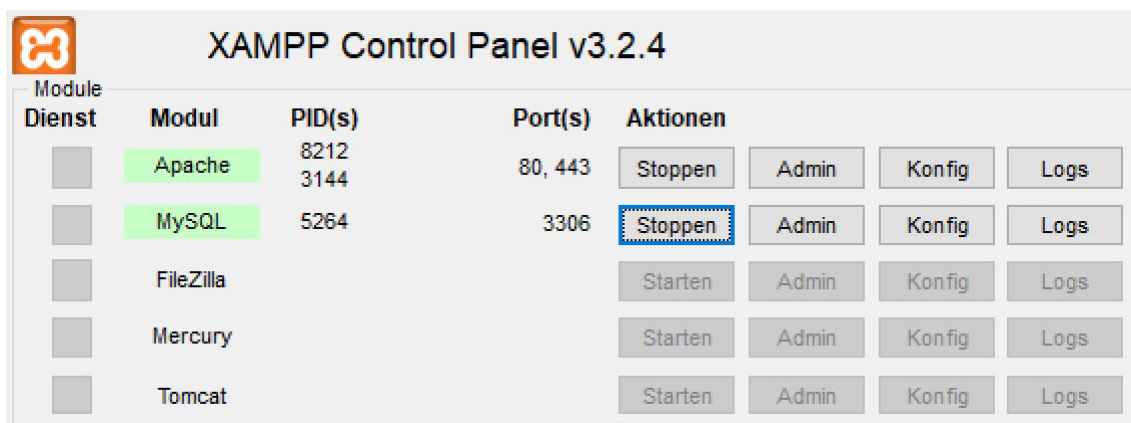 XAMPP Control Panel v3.2.4
Module
Dienst Modul PID(s) Port(s) Aktionen
Apache 8212 3144 80, 443 Stoppen Admin Konfig Logs
MySQL 5264 3306 Stoppen Admin Konfig Logs
FileZilla Starten Admin Konfig Logs
Mercury Starten Admin Konfig Logs
Tomcat Starten Admin Konfig Logs